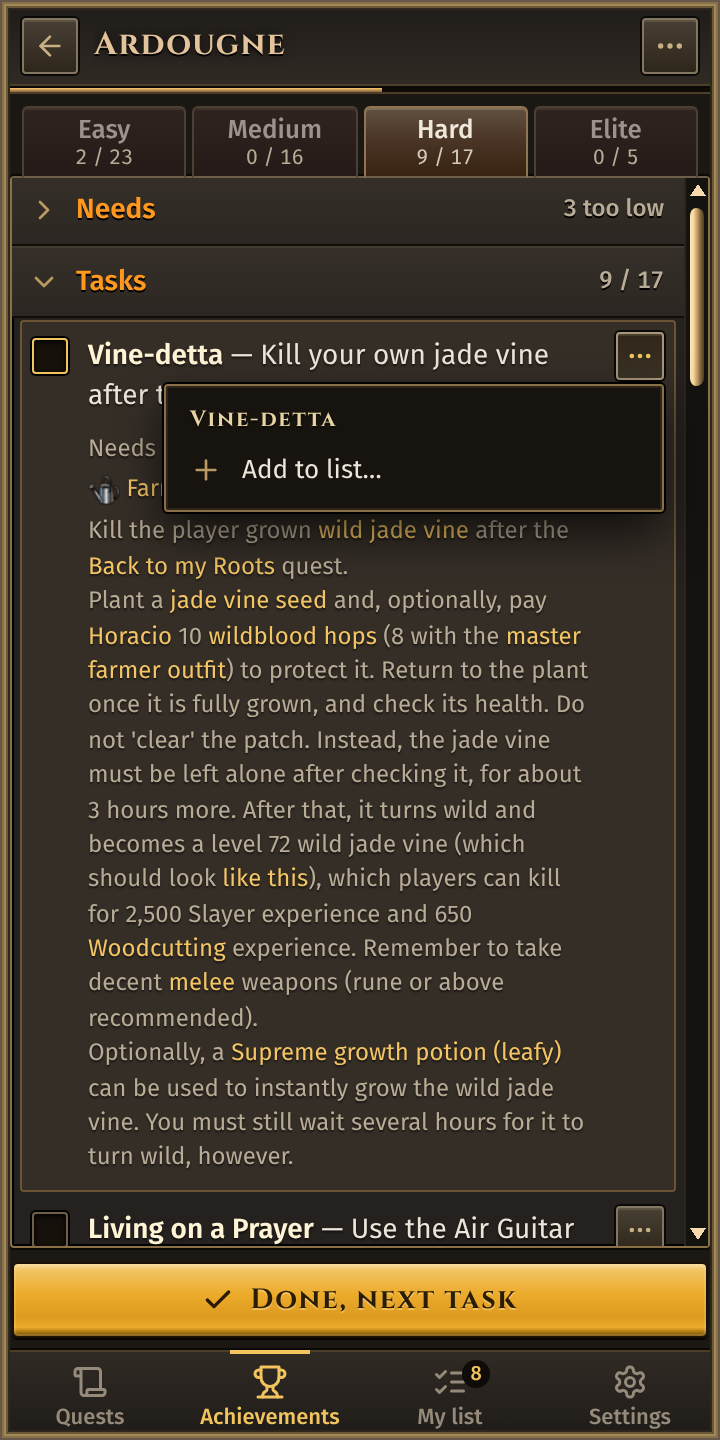 Ardougne
Easy
2 / 23
Medium
0 / 16
Hard
9 / 17
Elite
0 / 5
Needs
3 too low
Tasks
9 / 17
Vine-detta — Kill your own jade vine
after
Vine-detta
Add to list...
Needs
Kill the player grown wild jade vine after the
Back to my Roots quest.
Plant a jade vine seed and, optionally, pay
Horacio 10 wildblood hops (8 with the master
farmer outfit) to protect it. Return to the plant
once it is fully grown, and check its health. Do
not 'clear' the patch. Instead, the jade vine
must be left alone after checking it, for about
3 hours more. After that, it turns wild and
becomes a level 72 wild jade vine (which
should look like this), which players can kill
for 2,500 Slayer experience and 650
Woodcutting experience. Remember to take
decent melee weapons (rune or above
recommended).
Optionally, a Supreme growth potion (leafy)
can be used to instantly grow the wild jade
vine. You must still wait several hours for it to
turn wild, however.
Living on a Prayer — Use the Air Guitar
Done, next task
8
Quests
Achievements
My list
Settings